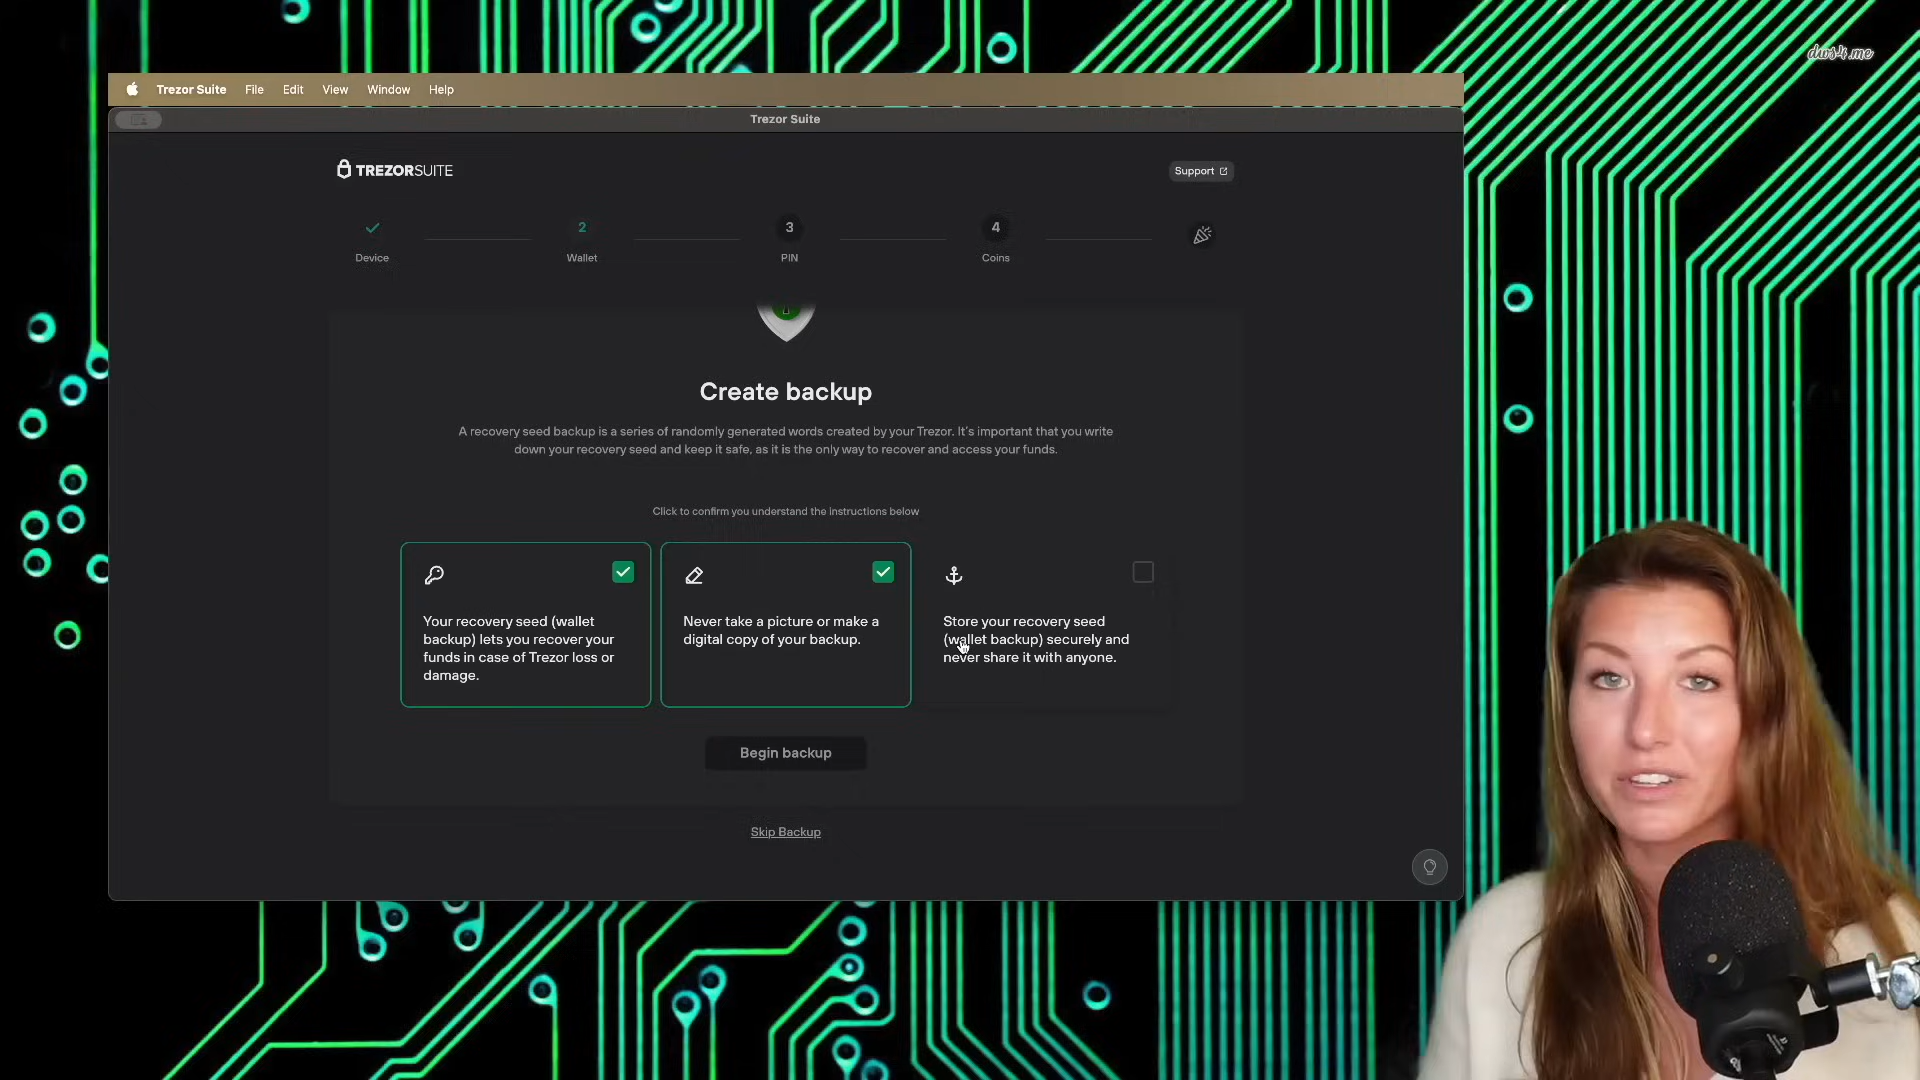 dws4.me
Trezor Suite File Edit View Window Help
Trezor Suite
TREZORSUITE
Support
2 3 4
Device Wallet PIN Coins
Create backup
A recovery seed backup is a series of randomly generated words created by your Trezor. It's important that you write
down your recovery seed and keep it safe, as it is the only way to recover and access your funds.
Click to confirm you understand the instructions below
Your recovery seed (wallet
backup) lets you recover your
funds in case of Trezor loss or
damage.
Never take a picture or make a
digital copy of your backup.
Store your recovery seed
(wallet backup) securely and
never share it with anyone.
Begin backup
Skip Backup